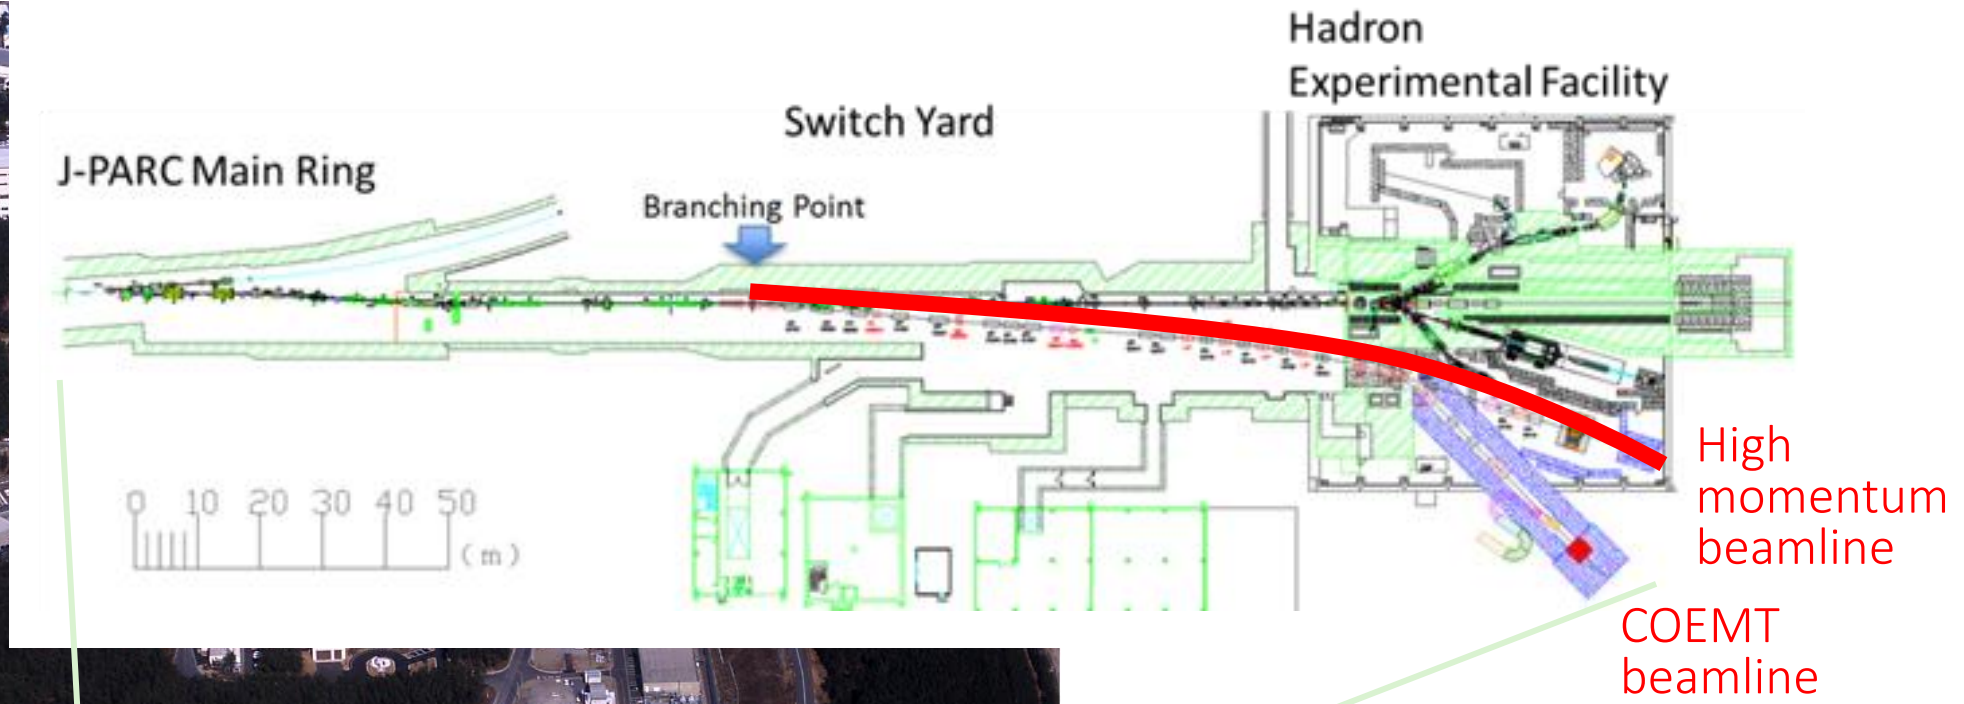 Hadron
Experimental Facility
Switch Yard
J-PARC Main Ring
Branching Point
0 10 20 30 40 50
(m)
High
momentum
beamline
COEMT
beamline